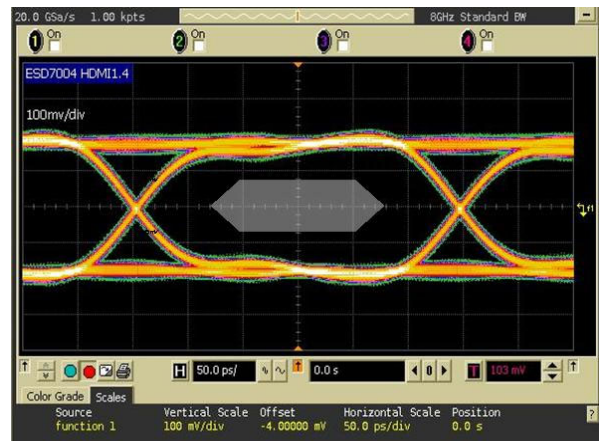 20.0 GSa/s 1.00 kpts 8GHz Standard BW
1 On 2 On 3 On 4 On
ESD7004 HDMI1.4
100mv/div
f1
H 50.0 ps/ 0.0 s 0 T 103 mV
Color Grade Scales
Source Vertical Scale Offset Horizontal Scale Position
function 1 100 mV/div -4.00000 mV 50.0 ps/div 0.0 s
?